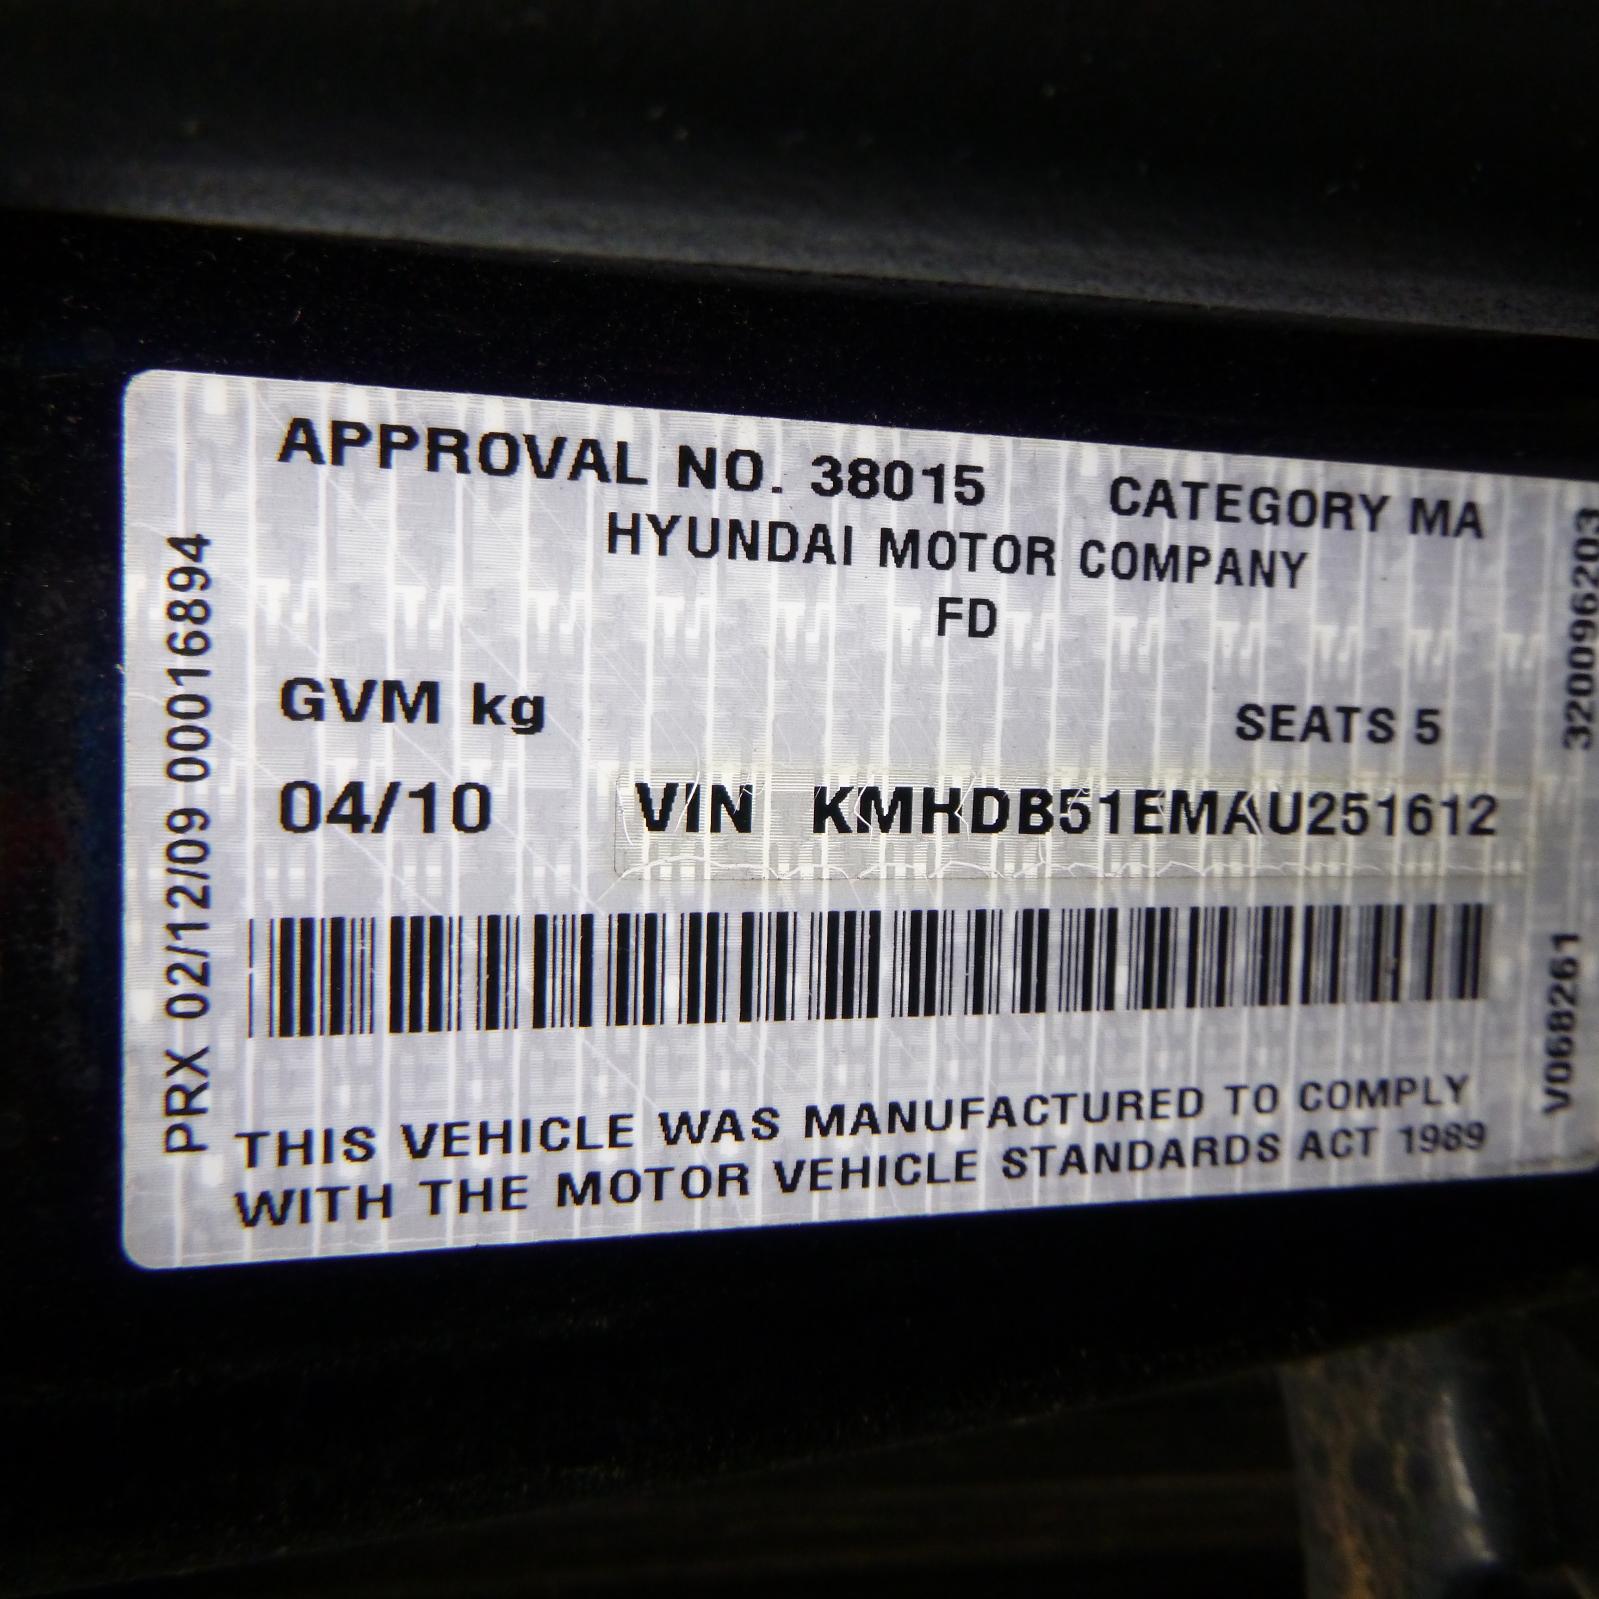 APPROVAL NO. 38015 CATEGORY MA
HYUNDAI MOTOR COMPANY
FD
GVM kg SEATS 5
04/10 VIN KMHDB51EMAU251612
THIS VEHICLE WAS MANUFACTURED TO COMPLY
WITH THE MOTOR VEHICLE STANDARDS ACT 1989
PRX 02/12/09 00016894
V068261 3200096203